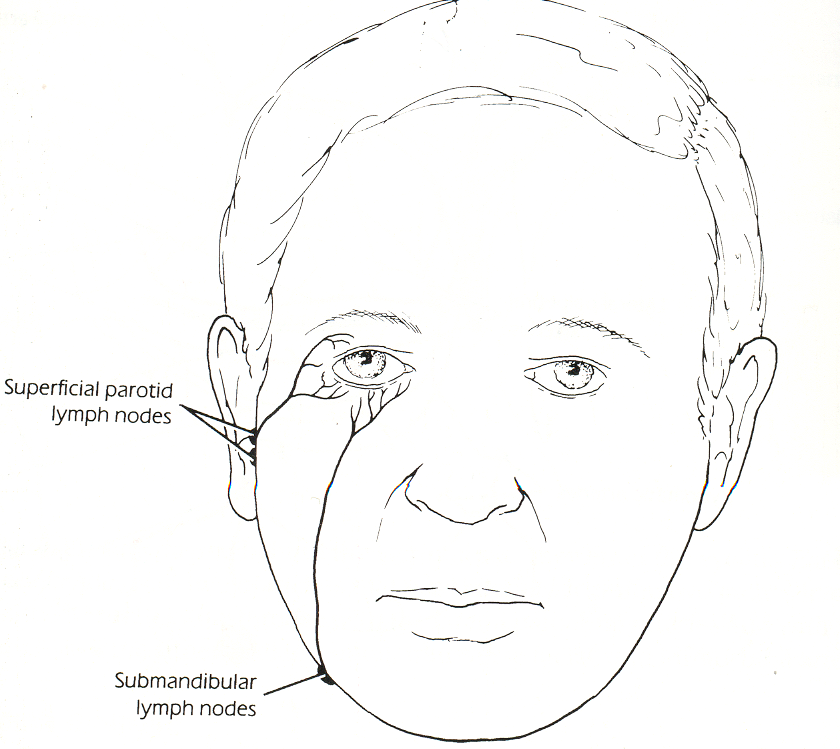 Superficial parotid
lymph nodes
Submandibular
lymph nodes